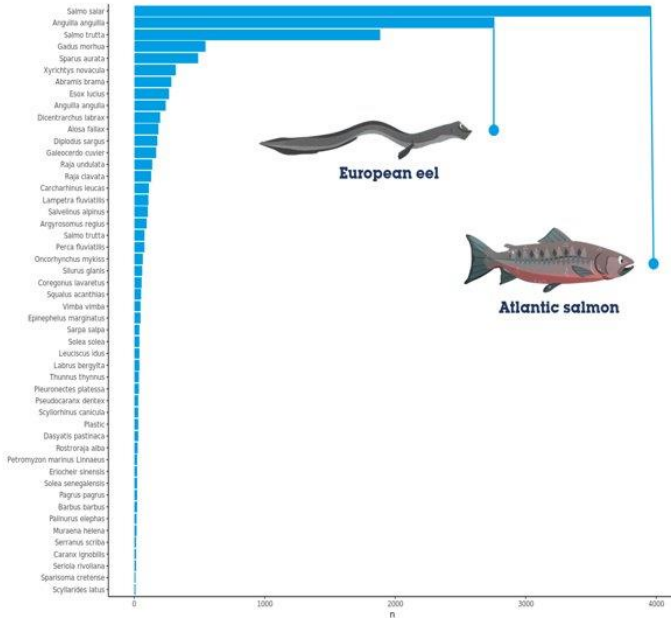 Salmo salar
Anguilla anguilla
Salmo trutta
Gadus morhua
Sparus aurata
Xyrichtys novacula
Abramis brama
Esox lucius
Anguilla angulla
Dicentrarchus labrax
Alosa fallax
Diplodus sargus
Galeocerdo cuvier
Raja undulata
Raja clavata
Carcharhinus leucas
Lampetra fluviatilis
Salvelinus alpinus
Argyrosomus regius
Salmo trutta
Perca fluviatilis
Oncorhynchus mykiss
Silurus glanis
Coregonus lavaretus
Squalus acanthias
Vimba vimba
Epinephelus marginatus
Sarpa salpa
Solea solea
Leuciscus idus
Labrus bergylta
Thunnus thynnus
Pleuronectes platessa
Pseudocaranx dentex
Scyliorhinus canicula
Plastic
Dasyatis pastinaca
Rostroraja alba
Petromyzon marinus Linnaeus
Eriocheir sinensis
Solea senegalensis
Pagrus pagrus
Barbus barbus
Palinurus elephas
Muraena helena
Serranus scriba
Caranx ignobilis
Seriola rivoliana
Sparisoma cretense
Scyllarides latus
European eel
Atlantic salmon
0 1000 2000 3000 4000
n